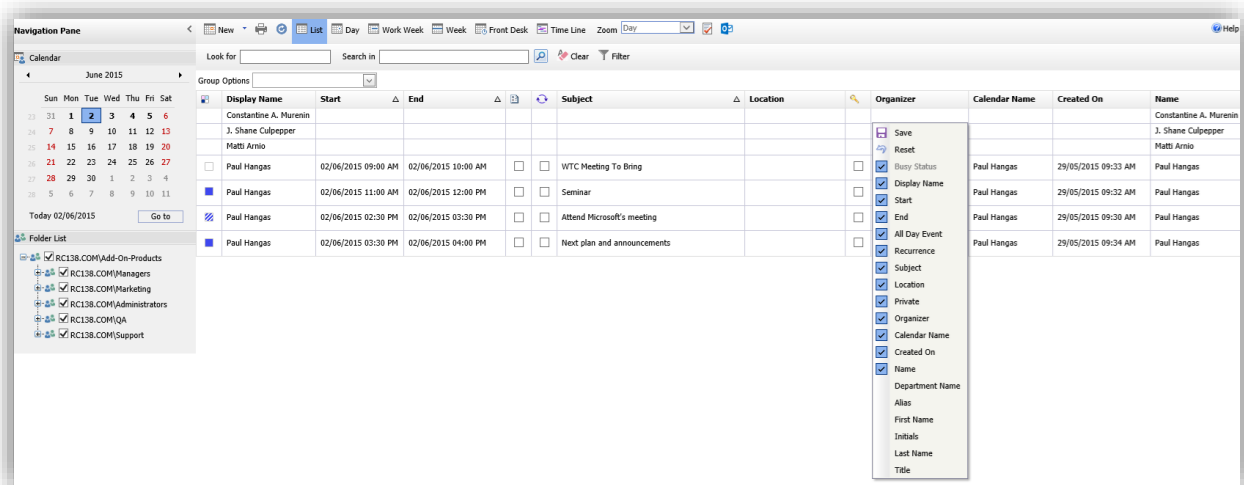 Navigation Pane < New List Day Work Week Week Front Desk Time Line Zoom Day Help
Calendar
Look for Search in Clear Filter
June 2015
Group Options
Sun Mon Tue Wed Thu Fri Sat
23 31 1 2 3 4 5 6
24 7 8 9 10 11 12 13
25 14 15 16 17 18 19 20
26 21 22 23 24 25 26 27
27 28 29 30 1 2 3 4
28 5 6 7 8 9 10 11
Today 02/06/2015 Go to
Folder List
RC138.COM\Add-On-Products
RC138.COM\Managers
RC138.COM\Marketing
RC138.COM\Administrators
RC138.COM\QA
RC138.COM\Support
Display Name Start End Subject Location Organizer Calendar Name Created On Name
Constantine A. Murenin Constantine A. Murenin
J. Shane Culpepper J. Shane Culpepper
Matti Arnio Matti Arnio
Paul Hangas 02/06/2015 09:00 AM 02/06/2015 10:00 AM WTC Meeting To Bring Paul Hangas 29/05/2015 09:33 AM Paul Hangas
Paul Hangas 02/06/2015 11:00 AM 02/06/2015 12:00 PM Seminar Paul Hangas 29/05/2015 09:32 AM Paul Hangas
Paul Hangas 02/06/2015 02:30 PM 02/06/2015 03:30 PM Attend Microsoft's meeting Paul Hangas 29/05/2015 09:30 AM Paul Hangas
Paul Hangas 02/06/2015 03:30 PM 02/06/2015 04:00 PM Next plan and announcements Paul Hangas 29/05/2015 09:34 AM Paul Hangas
Save
Reset
Busy Status
Display Name
Start
End
All Day Event
Recurrence
Subject
Location
Private
Organizer
Calendar Name
Created On
Name
Department Name
Alias
First Name
Initials
Last Name
Title